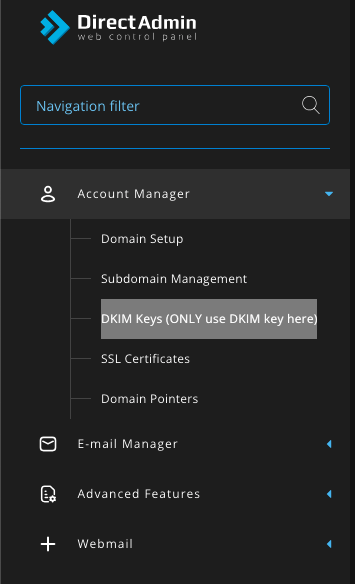 DirectAdmin
web control panel
Navigation filter
Account Manager
Domain Setup
Subdomain Management
DKIM Keys (ONLY use DKIM key here)
SSL Certificates
Domain Pointers
E-mail Manager
Advanced Features
Webmail